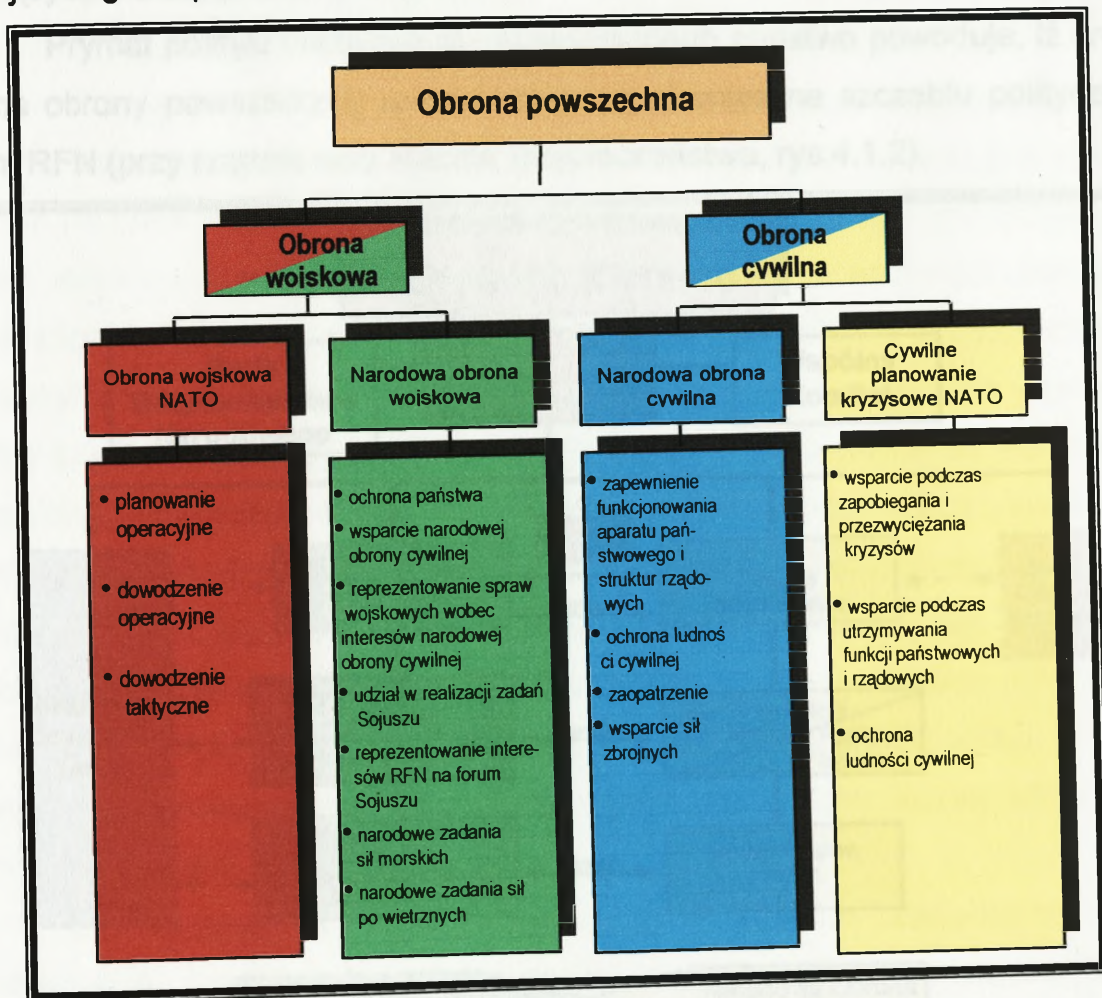 Obrona powszechna
Obrona
wojskowa
Obrona
cywilna
Obrona wojskowa
NATO
Narodowa obrona
wojskowa
Narodowa obrona
cywilna
Cywilne
planowanie
kryzysowe NATO
• planowanie
operacyjne
• dowodzenie
operacyjne
• dowodzenie
taktyczne
• ochrona państwa
• wsparcie narodowej
obrony cywilnej
• reprezentowanie spraw
wojskowych wobec
interesów narodowej
obrony cywilnej
• udział w realizacji zadań
Sojuszu
• reprezentowanie intere-
sów RFN na forum
Sojuszu
• narodowe zadania
sił morskich
• narodowe zadania sił
po wietrznych
• zapewnienie
funkcjonowania
aparatu pań-
stwowego i
struktur rządo-
wych
• ochrona ludnoś
ci cywilnej
• zaopatrzenie
• wsparcie sił
zbrojnych
• wsparcie podczas
zapobiegania i
przezwyciężania
kryzysów
• wsparcie podczas
utrzymywania
funkcji państwowych
i rządowych
• ochrona
ludności cywilnej